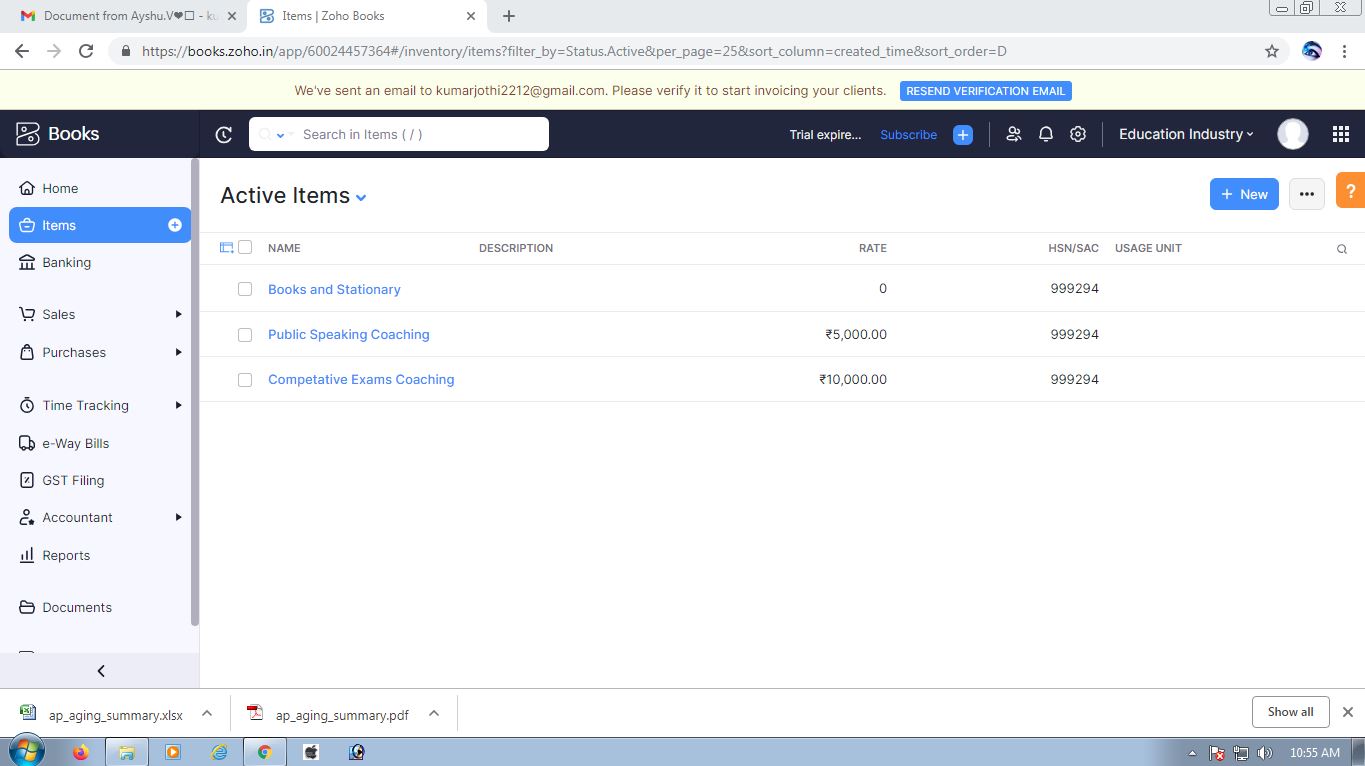 Document from Ayshu.V❤☐ - ku
Items | Zoho Books
https://books.zoho.in/app/60024457364#/inventory/items?filter_by=Status.Active&per_page=25&sort_column=created_time&sort_order=D
We've sent an email to kumarjothi2212@gmail.com. Please verify it to start invoicing your clients. RESEND VERIFICATION EMAIL
Books
Search in Items ( / )
Trial expire... Subscribe
Education Industry
Home
Items
Banking
Sales
Purchases
Time Tracking
e-Way Bills
GST Filing
Accountant
Reports
Documents
Active Items
+ New
?
NAME DESCRIPTION RATE HSN/SAC USAGE UNIT
Books and Stationary 0 999294
Public Speaking Coaching ₹5,000.00 999294
Competative Exams Coaching ₹10,000.00 999294
ap_aging_summary.xlsx
ap_aging_summary.pdf
Show all
10:55 AM